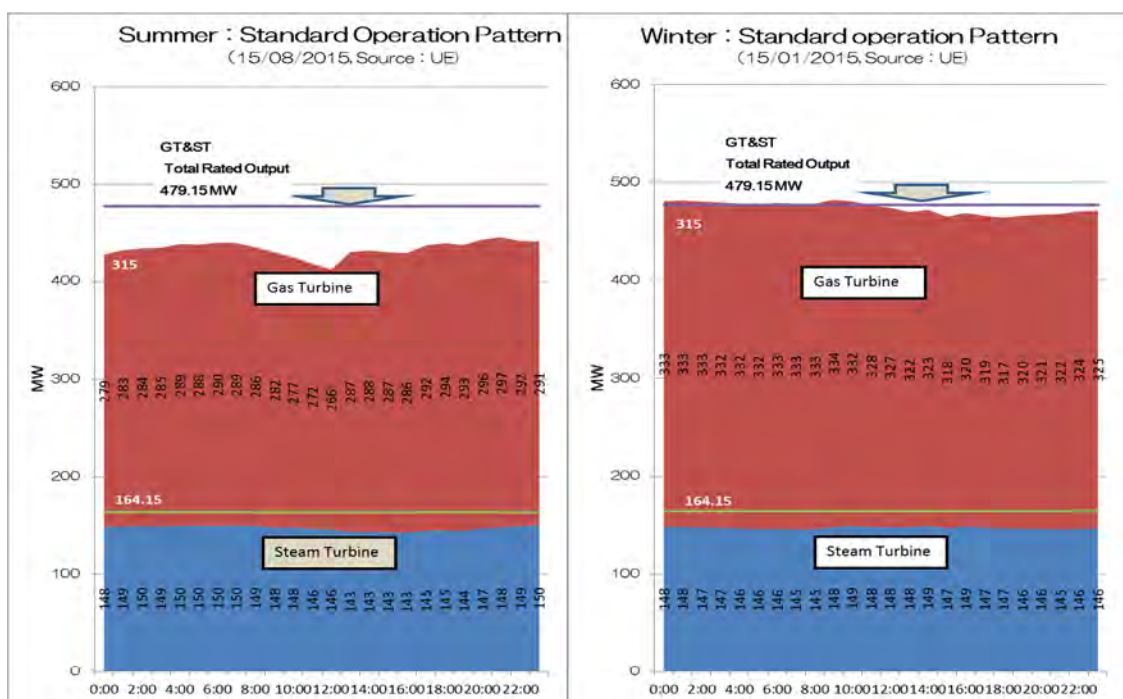 Summer：Standard Operation Pattern
（15/08/2015、Source：UE）
600
500
400
300
200
100
0
MW
GT&ST
Total Rated Output
479.15 MW
315
Gas Turbine
279 283 284 285 289 288 290 289 286 282 277 272 266 287 288 287 286 292 294 293 296 297 292 291
164.15
Steam Turbine
148 149 150 149 150 150 150 150 149 148 148 146 146 143 143 143 143 145 145 144 147 148 149 150
0:00 2:00 4:00 6:00 8:00 10:00 12:00 14:00 16:00 18:00 20:00 22:00
Winter：Standard operation Pattern
（15/01/2015、Source：UE）
600
500
400
300
200
100
0
MW
GT&ST
Total Rated Output
479.15 MW
315
Gas Turbine
333 333 333 332 332 332 333 333 333 334 332 328 327 322 323 318 320 319 317 320 321 322 324 325
164.15
Steam Turbine
148 148 147 147 146 146 146 145 145 148 149 148 148 148 149 147 149 147 147 146 146 145 146 146
0:00 2:00 4:00 6:00 8:00 10:00 12:00 14:00 16:00 18:00 20:00 22:00